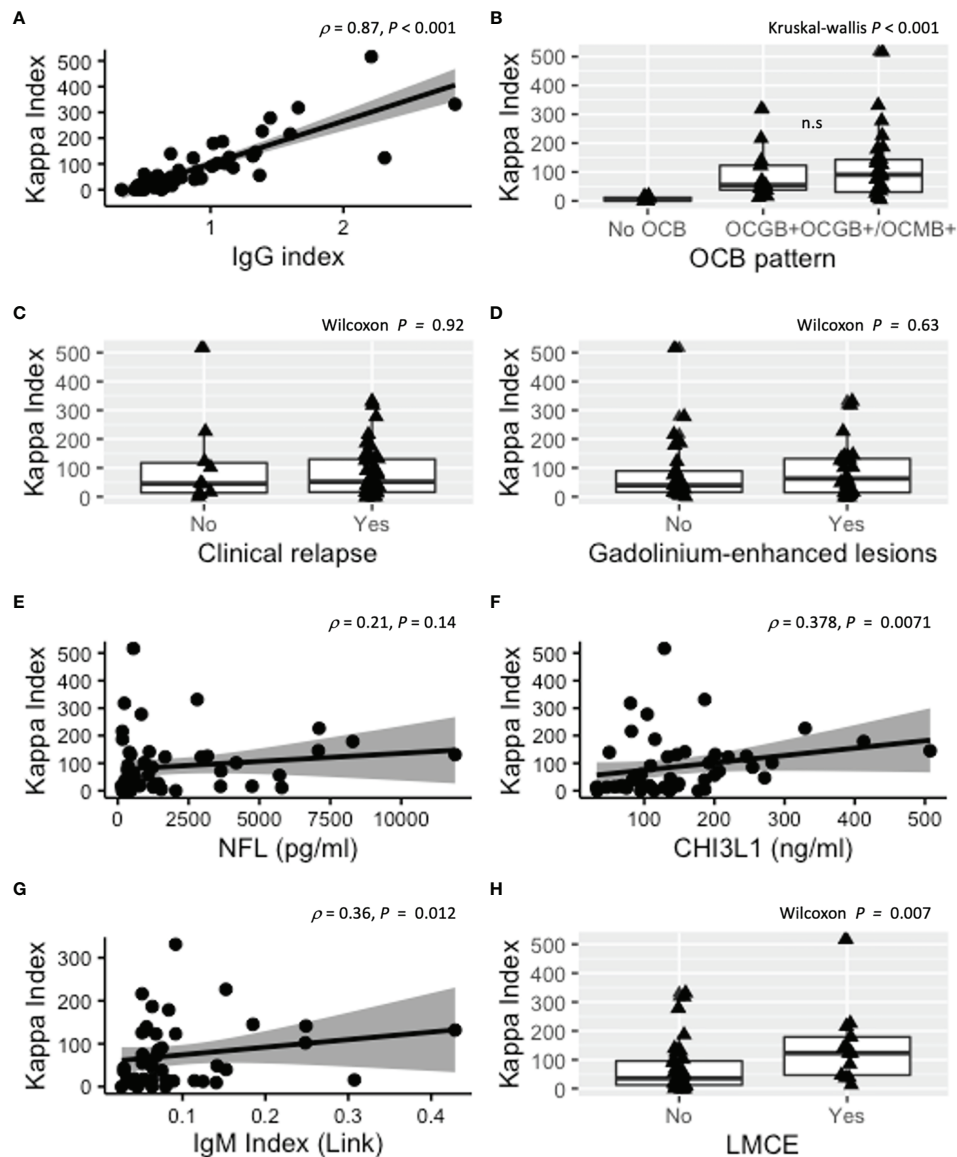 A
ρ = 0.87, P < 0.001
Kappa Index
500
400
300
200
100
0
1
2
IgG index
B
Kruskal-wallis P < 0.001
Kappa Index
500
400
300
200
100
0
n.s
No OCB
OCGB+
OCGB+/OCMB+
OCB pattern
C
Wilcoxon P = 0.92
Kappa Index
500
400
300
200
100
0
No
Yes
Clinical relapse
D
Wilcoxon P = 0.63
Kappa Index
500
400
300
200
100
0
No
Yes
Gadolinium-enhanced lesions
E
ρ = 0.21, P = 0.14
Kappa Index
500
400
300
200
100
0
0
2500
5000
7500
10000
NFL (pg/ml)
F
ρ = 0.378, P = 0.0071
Kappa Index
500
400
300
200
100
0
100
200
300
400
500
CHI3L1 (ng/ml)
G
ρ = 0.36, P = 0.012
Kappa Index
300
200
100
0
0.1
0.2
0.3
0.4
IgM Index (Link)
H
Wilcoxon P = 0.007
Kappa Index
500
400
300
200
100
0
No
Yes
LMCE